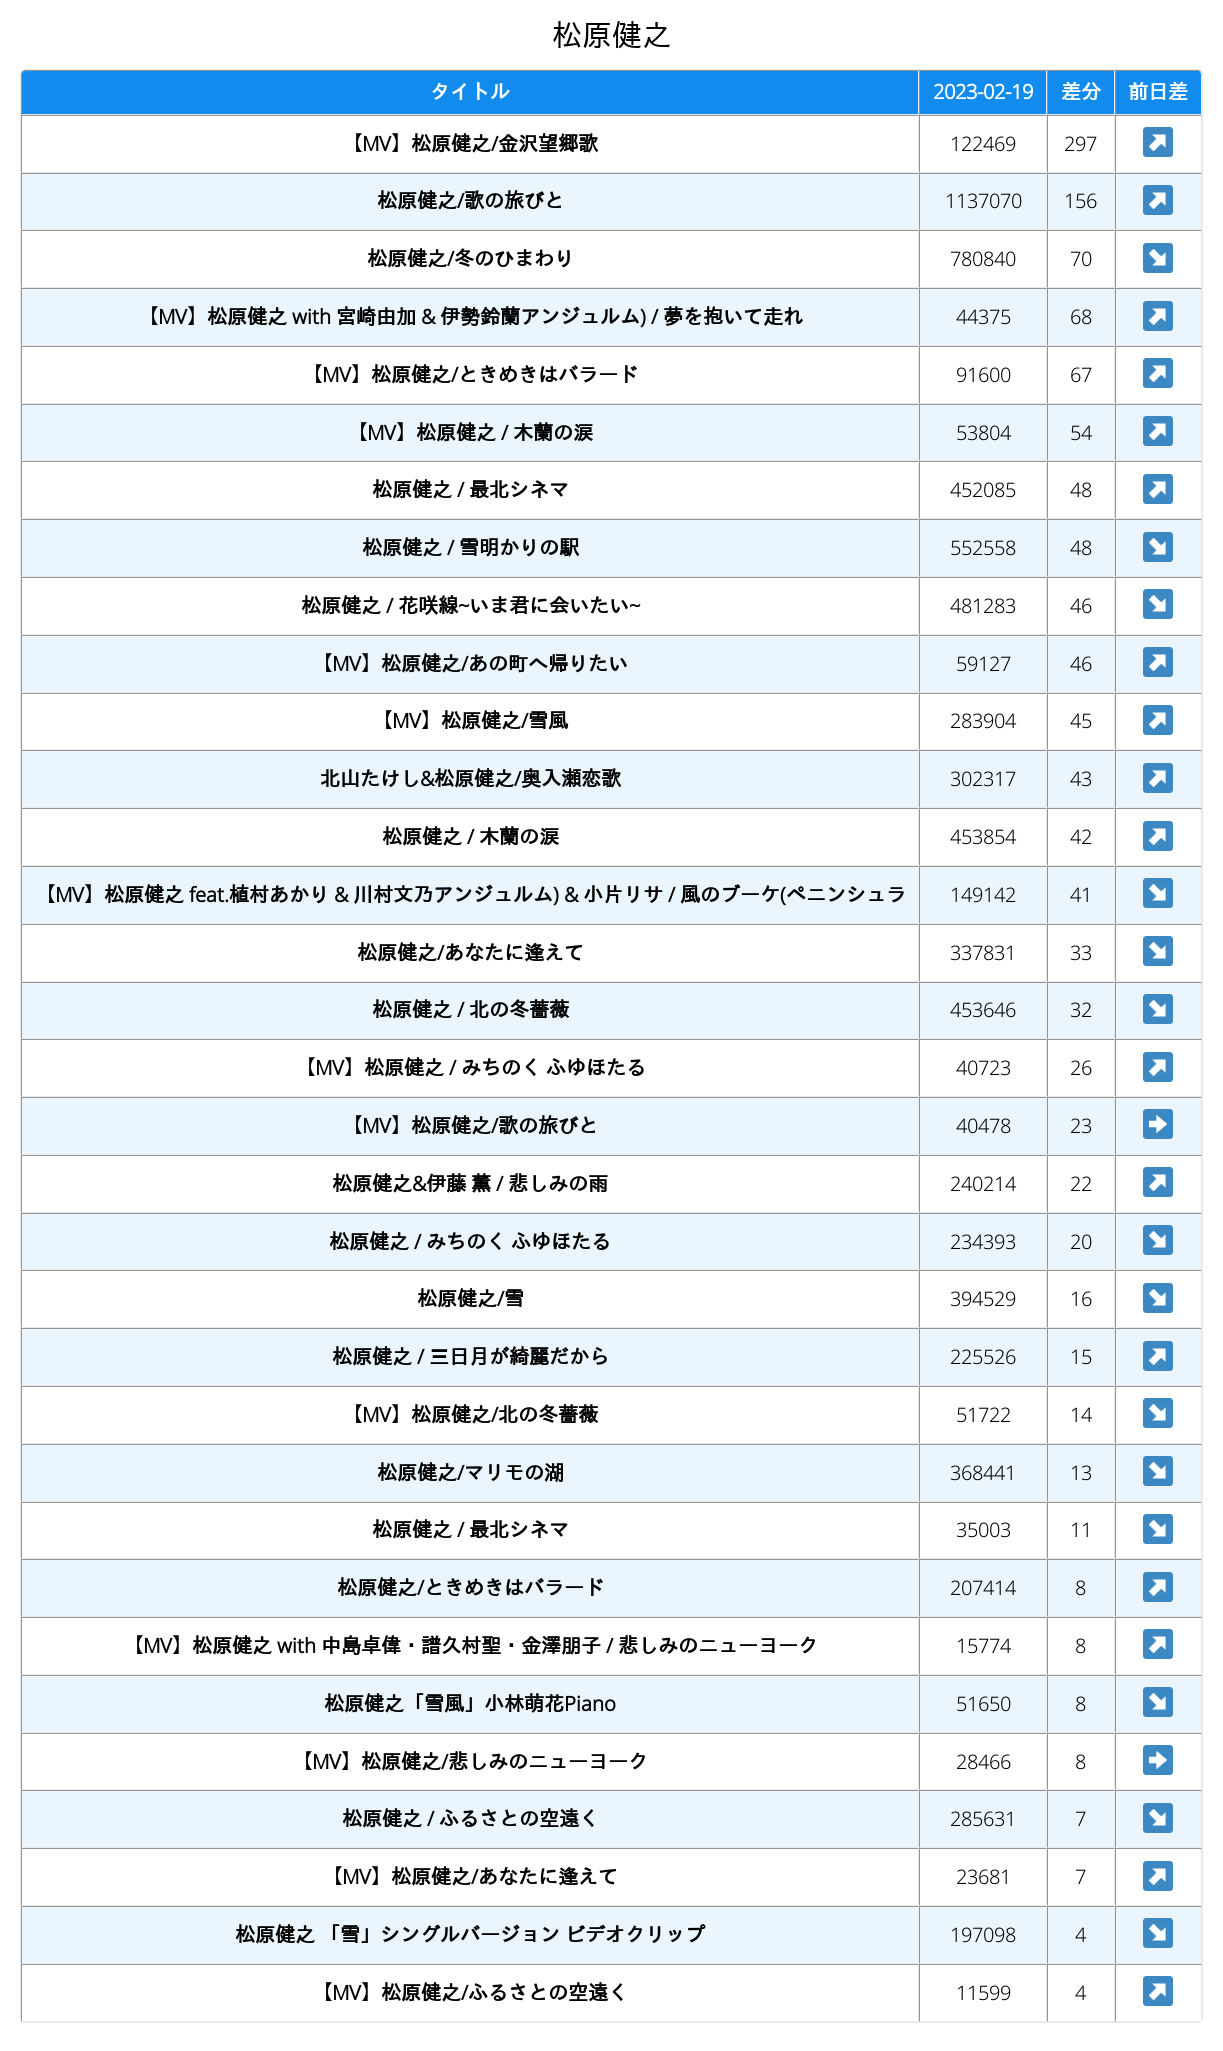 松原健之
タイトル 2023-02-19 差分 前日差
【MV】松原健之/金沢望郷歌 122469 297 ↗
松原健之/歌の旅びと 1137070 156 ↗
松原健之/冬のひまわり 780840 70 ↘
【MV】松原健之 with 宮崎由加 & 伊勢鈴蘭アンジュルム) / 夢を抱いて走れ 44375 68 ↗
【MV】松原健之/ときめきはバラード 91600 67 ↗
【MV】松原健之 / 木蘭の涙 53804 54 ↗
松原健之 / 最北シネマ 452085 48 ↗
松原健之 / 雪明かりの駅 552558 48 ↘
松原健之 / 花咲線~いま君に会いたい~ 481283 46 ↘
【MV】松原健之/あの町へ帰りたい 59127 46 ↗
【MV】松原健之/雪風 283904 45 ↗
北山たけし&松原健之/奥入瀬恋歌 302317 43 ↗
松原健之 / 木蘭の涙 453854 42 ↗
【MV】松原健之 feat.植村あかり & 川村文乃アンジュルム) & 小片リサ / 風のブーケ(ペニンシュラ 149142 41 ↘
松原健之/あなたに逢えて 337831 33 ↘
松原健之 / 北の冬薔薇 453646 32 ↘
【MV】松原健之 / みちのく ふゆほたる 40723 26 ↗
【MV】松原健之/歌の旅びと 40478 23 ➡
松原健之&伊藤 薫 / 悲しみの雨 240214 22 ↗
松原健之 / みちのく ふゆほたる 234393 20 ↘
松原健之/雪 394529 16 ↘
松原健之 / 三日月が綺麗だから 225526 15 ↗
【MV】松原健之/北の冬薔薇 51722 14 ↘
松原健之/マリモの湖 368441 13 ↘
松原健之 / 最北シネマ 35003 11 ↘
松原健之/ときめきはバラード 207414 8 ↗
【MV】松原健之 with 中島卓偉・譜久村聖・金澤朋子 / 悲しみのニューヨーク 15774 8 ↗
松原健之「雪風」小林萌花Piano 51650 8 ↘
【MV】松原健之/悲しみのニューヨーク 28466 8 ➡
松原健之 / ふるさとの空遠く 285631 7 ↘
【MV】松原健之/あなたに逢えて 23681 7 ↗
松原健之 「雪」シングルバージョン ビデオクリップ 197098 4 ↘
【MV】松原健之/ふるさとの空遠く 11599 4 ↗